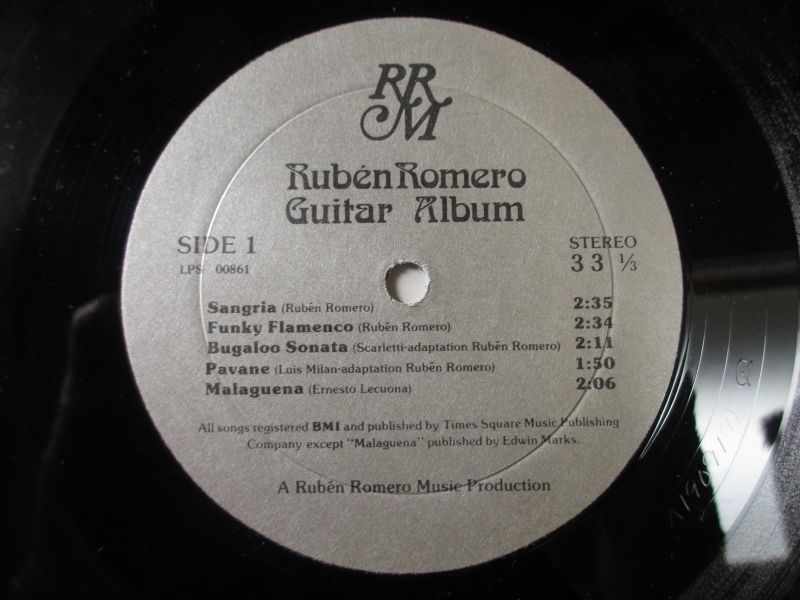 RRM
Rubén Romero
Guitar Album
SIDE 1
LPS 00861
STEREO
33 ⅓
Sangria (Rubén Romero) 2:35
Funky Flamenco (Rubén Romero) 2:34
Bugaloo Sonata (Scarletti-adaptation Rubén Romero) 2:11
Pavane (Luis Milan-adaptation Rubén Romero) 1:50
Malaguena (Ernesto Lecuona) 2:06
All songs registered BMI and published by Times Square Music Publishing
Company except "Malaguena" published by Edwin Marks.
A Rubén Romero Music Production